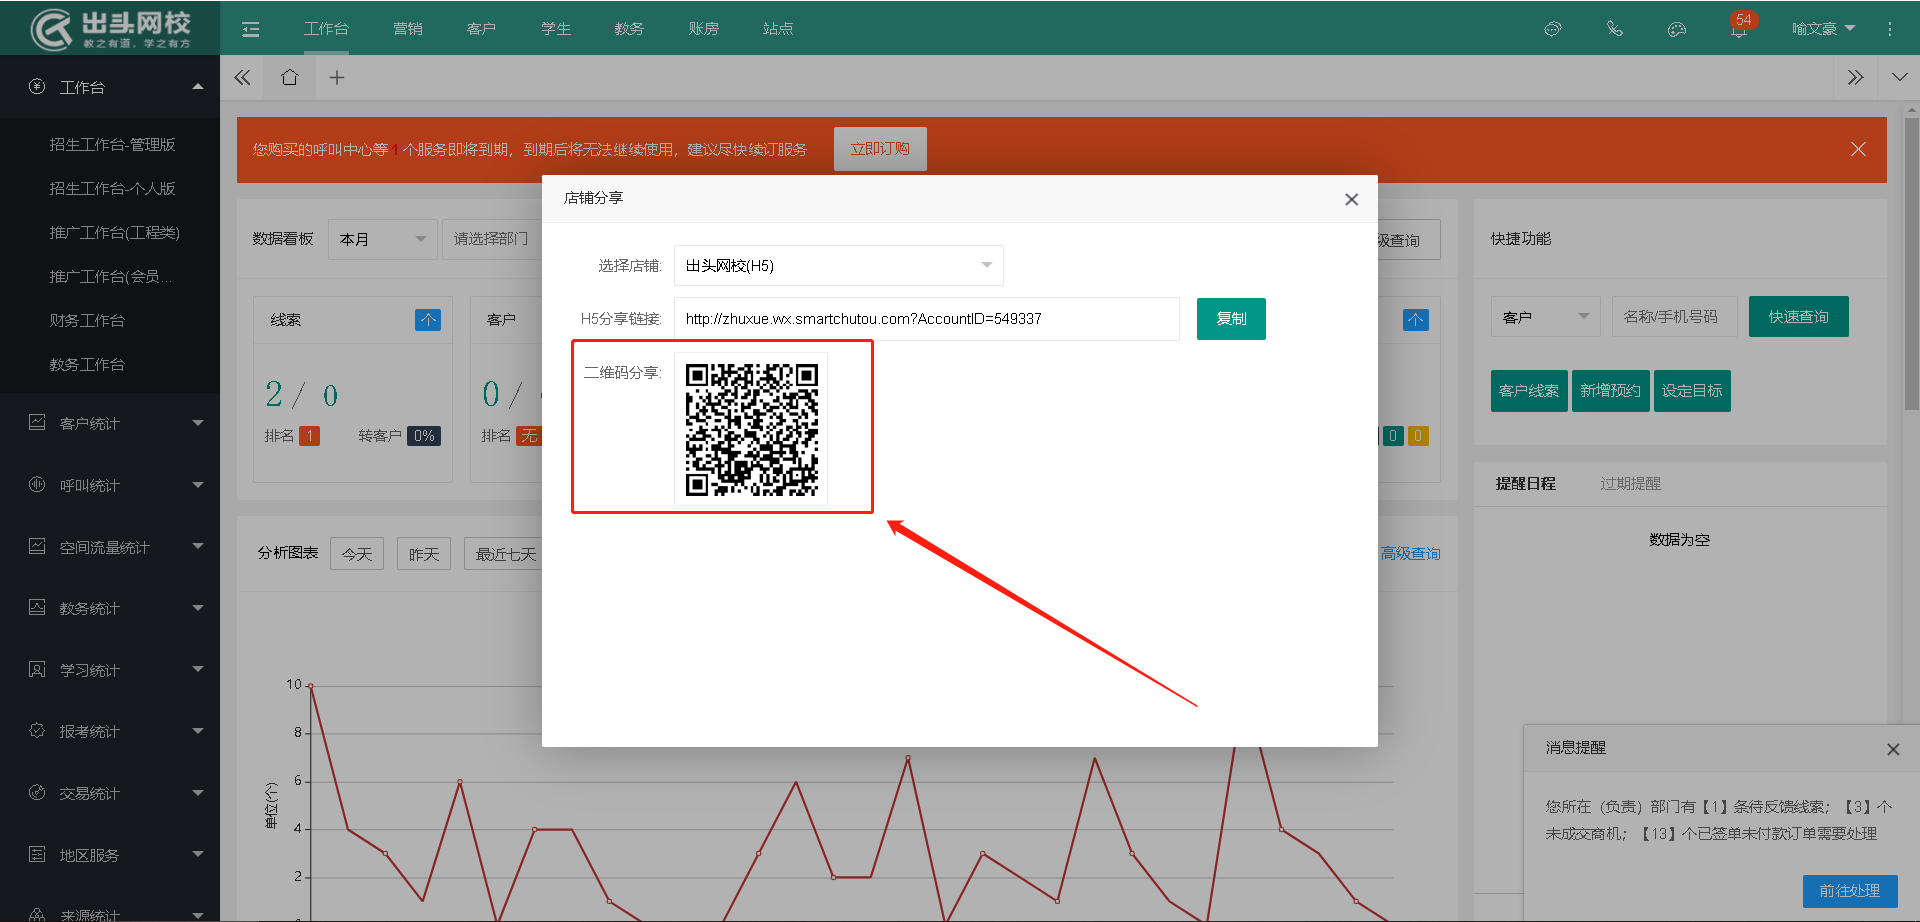 出头网校
教之有道，学之有方
工作台
营销
客户
学生
教务
账房
站点
54
喻文豪
工作台
招生工作台-管理版
招生工作台-个人版
推广工作台(工程类)
推广工作台(会员...
财务工作台
教务工作台
客户统计
呼叫统计
空间流量统计
教务统计
学习统计
报考统计
交易统计
地区服务
来源统计
您购买的呼叫中心等 1 个服务即将到期，到期后将无法继续使用，建议尽快续订服务
立即订购
数据看板
本月
请选择部门
级查询
线索
个
2 / 0
排名 1
转客户 0%
客户
0 /
排名 无
个
0
0
分析图表
今天
昨天
最近七天
高级查询
单位(个)
10
8
6
4
2
店铺分享
选择店铺:
出头网校(H5)
H5分享链接:
http://zhuxue.wx.smartchutou.com?AccountID=549337
复制
二维码分享:
快捷功能
客户
名称/手机号码
快速查询
客户线索
新增预约
设定目标
提醒日程
过期提醒
数据为空
消息提醒
您所在（负责）部门有【1】条待反馈线索；【3】个
未成交商机；【13】个已签单未付款订单需要处理
前往处理